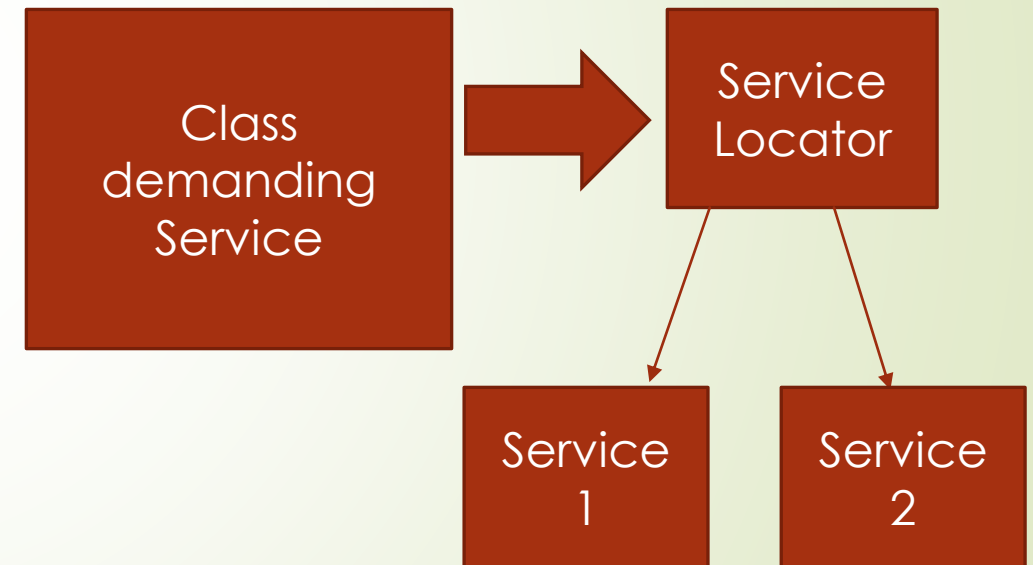 Class
demanding
Service
Service
Locator
Service
1
Service
2